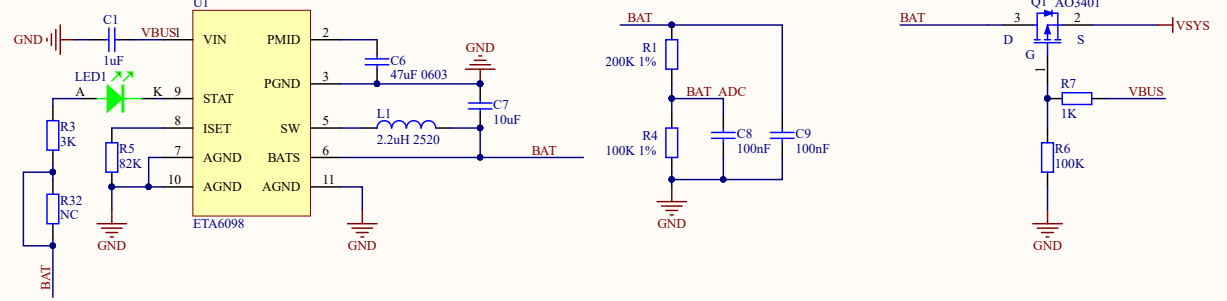 U1
C1
GND
VBUS
1
1uF
VIN
PMID
2
GND
C6
47uF 0603
LED1
A
K
9
STAT
PGND
3
C7
10uF
L1
2.2uH 2520
R3
3K
8
ISET
SW
5
R5
82K
7
AGND
BATS
6
BAT
10
AGND
AGND
11
R32
NC
ETA6098
GND
GND
BAT
BAT
R1
200K 1%
BAT_ADC
R4
100K 1%
C8
100nF
C9
100nF
GND
Q1
AO3401
BAT
3
2
VSYS
D
S
G
1
R7
1K
VBUS
R6
100K
GND